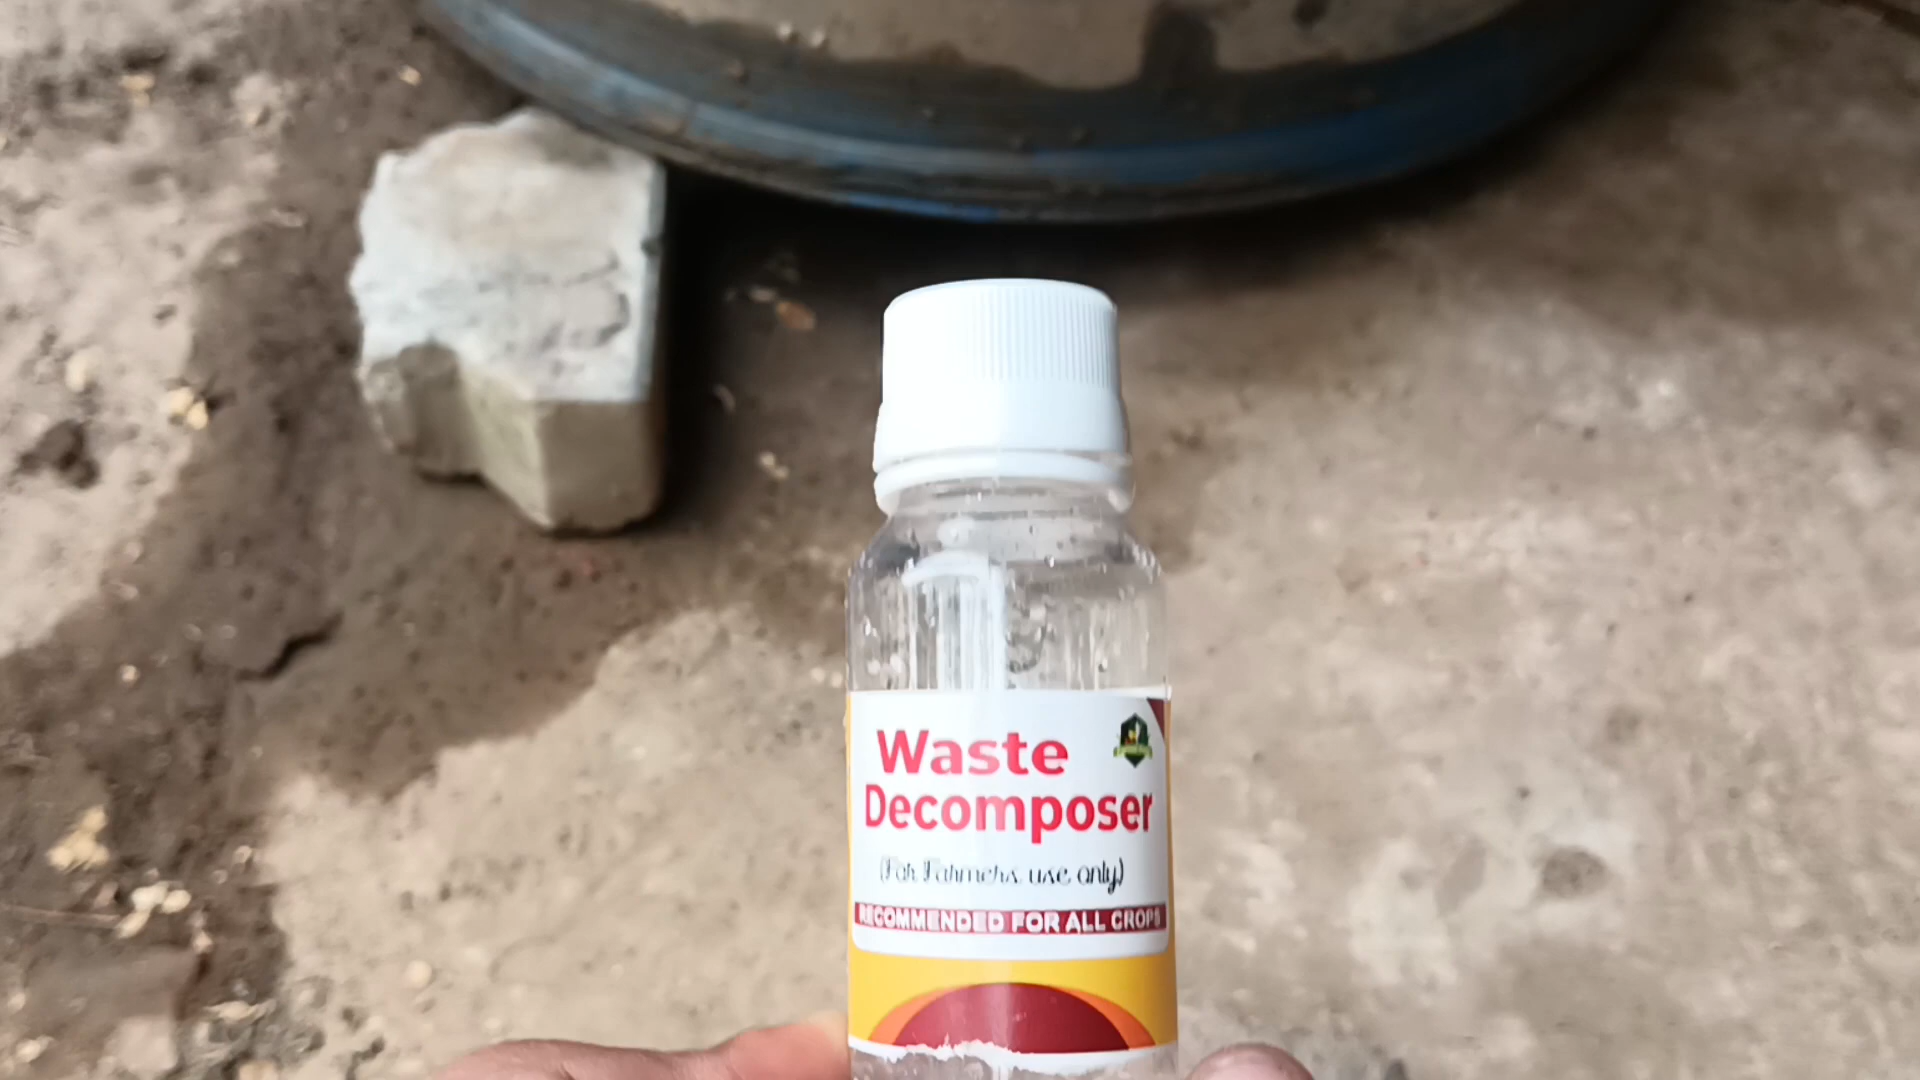 Waste
Decomposer
(For Farmers use only)
RECOMMENDED FOR ALL CROPS